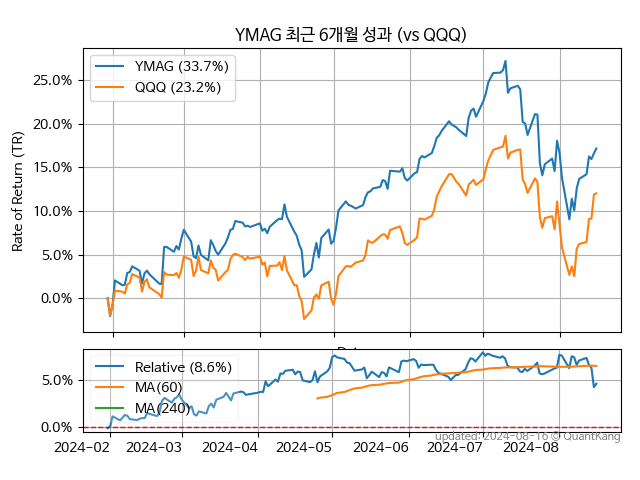 YMAG 최근 6개월 성과 (vs QQQ)
YMAG (33.7%)
QQQ (23.2%)
25.0%
20.0%
15.0%
10.0%
5.0%
0.0%
Rate of Return (TR)
Relative (8.6%)
MA(60)
MA(240)
5.0%
0.0%
2024-02
2024-03
2024-04
2024-05
2024-06
2024-07
2024-08
updated: 2024-08-16 © QuantKang